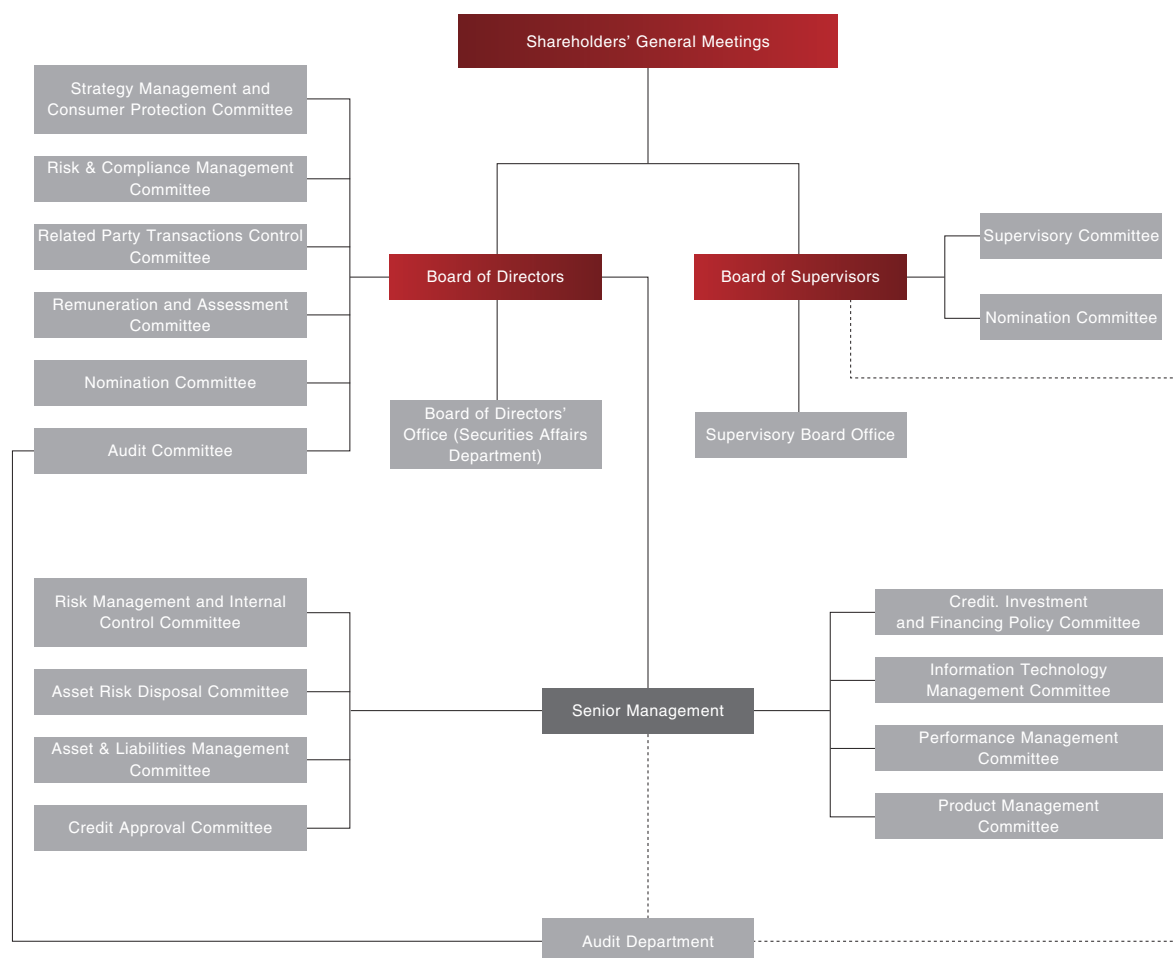 Shareholders’ General Meetings
Strategy Management and
Consumer Protection Committee
Risk & Compliance Management
Committee
Related Party Transactions Control
Committee
Remuneration and Assessment
Committee
Nomination Committee
Audit Committee
Board of Directors
Board of Supervisors
Supervisory Committee
Nomination Committee
Board of Directors’
Office (Securities Affairs
Department)
Supervisory Board Office
Risk Management and Internal
Control Committee
Asset Risk Disposal Committee
Asset & Liabilities Management
Committee
Credit Approval Committee
Senior Management
Credit. Investment
and Financing Policy Committee
Information Technology
Management Committee
Performance Management
Committee
Product Management
Committee
Audit Department